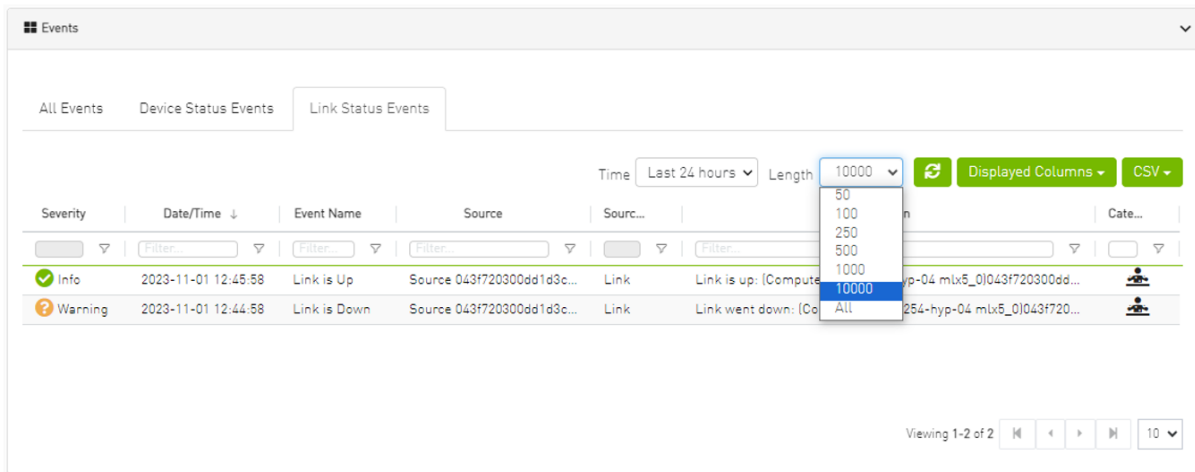 Events
All Events Device Status Events Link Status Events
Time Last 24 hours Length 10000 Displayed Columns CSV
50
100
250
500
1000
10000
All
Severity Date/Time ↓ Event Name Source Sourc... n Cate...
Filter... Filter... Filter... Filter...
Info 2023-11-01 12:45:58 Link is Up Source 043f720300dd1d3c... Link Link is up: (Compute yp-04 mlx5_0)043f720300dd...
Warning 2023-11-01 12:44:58 Link is Down Source 043f720300dd1d3c... Link Link went down: (Co 254-hyp-04 mlx5_0)043f720...
Viewing 1-2 of 2 10